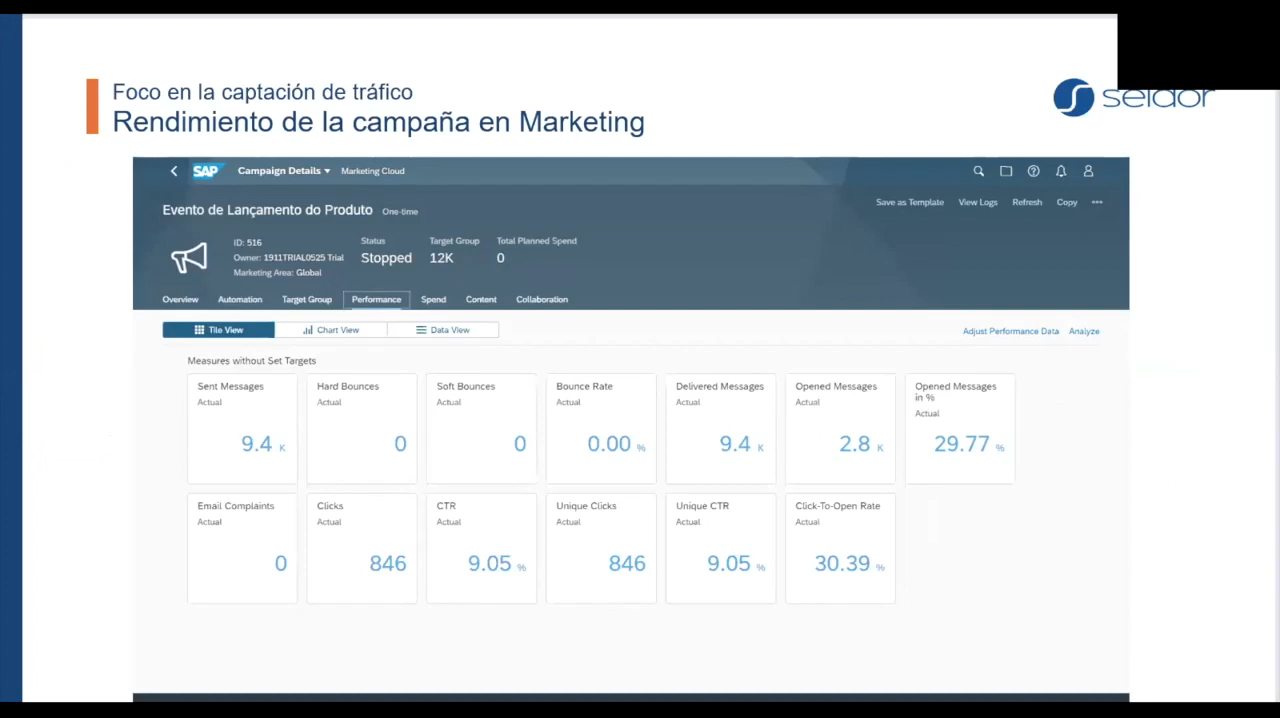 Foco en la captación de tráfico
Rendimiento de la campaña en Marketing
seidor
SAP Campaign Details Marketing Cloud
Evento de Lançamento do Produto One-time
Save as Template View Logs Refresh Copy
ID: 516
Owner: 1911TRIAL0525 Trial
Marketing Area: Global
Status
Stopped
Target Group
12K
Total Planned Spend
0
Overview Automation Target Group Performance Spend Content Collaboration
Tile View Chart View Data View
Adjust Performance Data Analyze
Measures without Set Targets
Sent Messages
Actual
9.4 K
Hard Bounces
Actual
0
Soft Bounces
Actual
0
Bounce Rate
Actual
0.00 %
Delivered Messages
Actual
9.4 K
Opened Messages
Actual
2.8 K
Opened Messages
in %
Actual
29.77 %
Email Complaints
Actual
0
Clicks
Actual
846
CTR
Actual
9.05 %
Unique Clicks
Actual
846
Unique CTR
Actual
9.05 %
Click-To-Open Rate
Actual
30.39 %